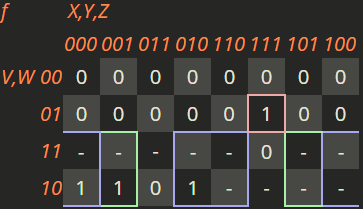 f X,Y,Z
000 001 011 010 110 111 101 100
V,W 00 0 0 0 0 0 0 0 0
01 0 0 0 0 0 1 0 0
11 - - - - - 0 - -
10 1 1 0 1 - - - -